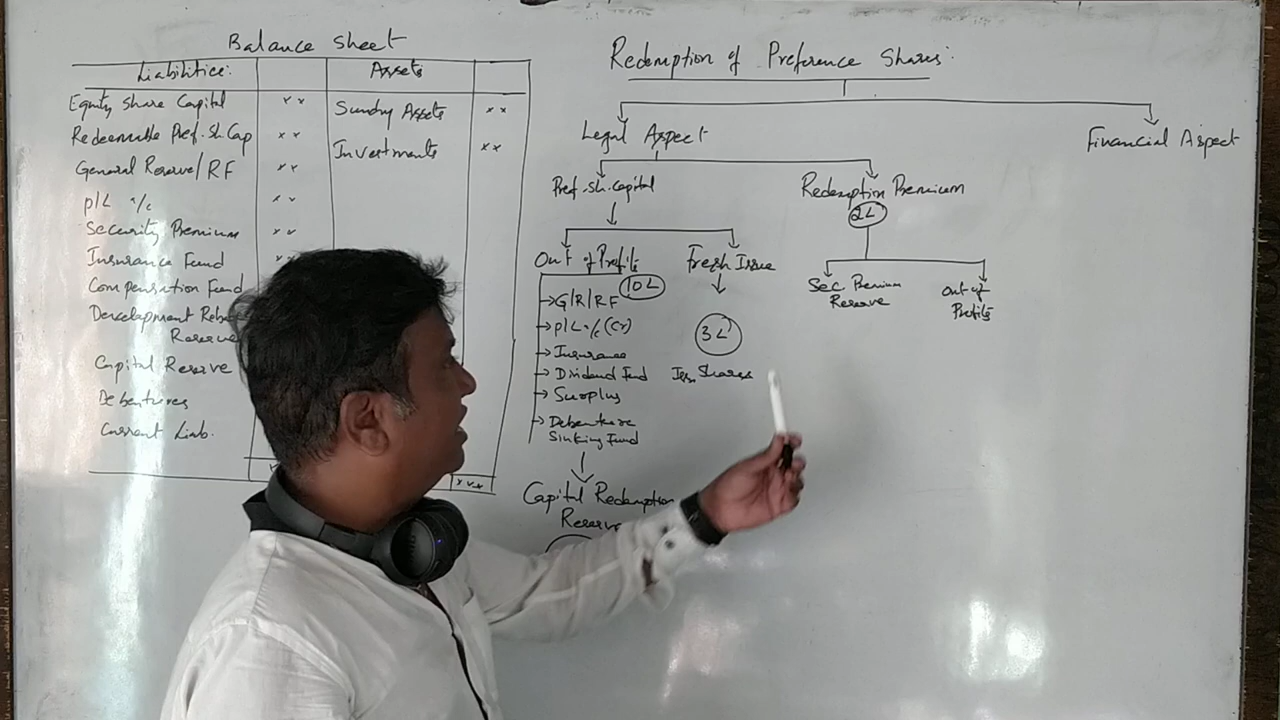 Balance Sheet
Liabilities: Assets
Equity Share Capital x x Sundry Assets x x
Redeemable Pref. Sh. Cap x x Investments x x
General Reserve/RF x x
P/L A/c x x
Security Premium x x
Insurance Fund
Compensation Fund
Development
Reserve
Capital Reserve
Debentures
Current Liab.
x x x
Redemption of Preference Shares:
Legal Aspect Financial Aspect
Pref. sh. capital Redemption Premium
2L
Out of Profits Fresh Issue Sec. Premium Out of
10L Reserve Profits
G/R/RF
P/L A/c (Cr) 3L
Insurance
Dividend Fund Shares
Surplus
Debenture
Sinking Fund
Capital Redemption
Reserve